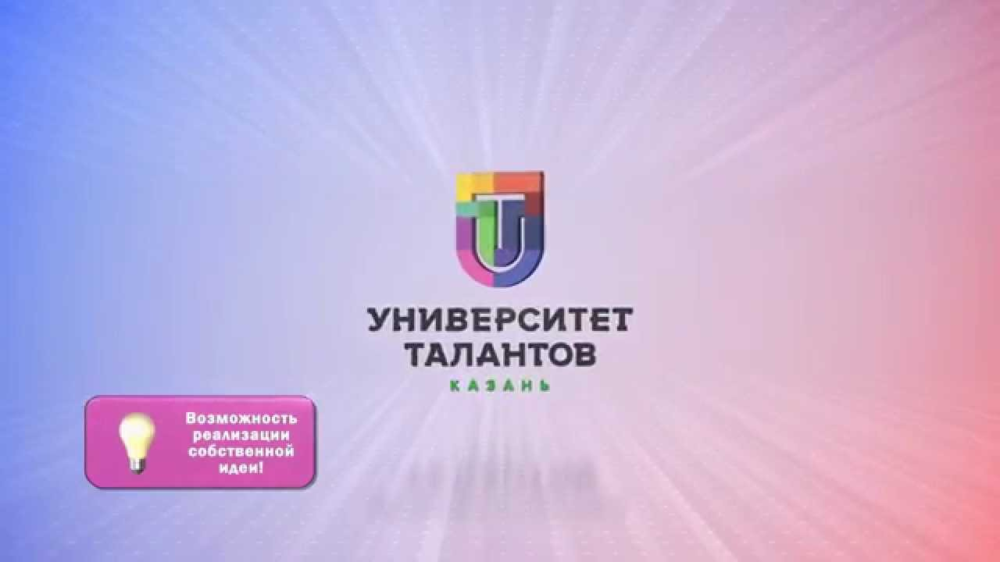 УНИВЕРСИТЕТ
ТАЛАНТОВ
КАЗАНЬ
Возможность
реализации
собственной
идеи!